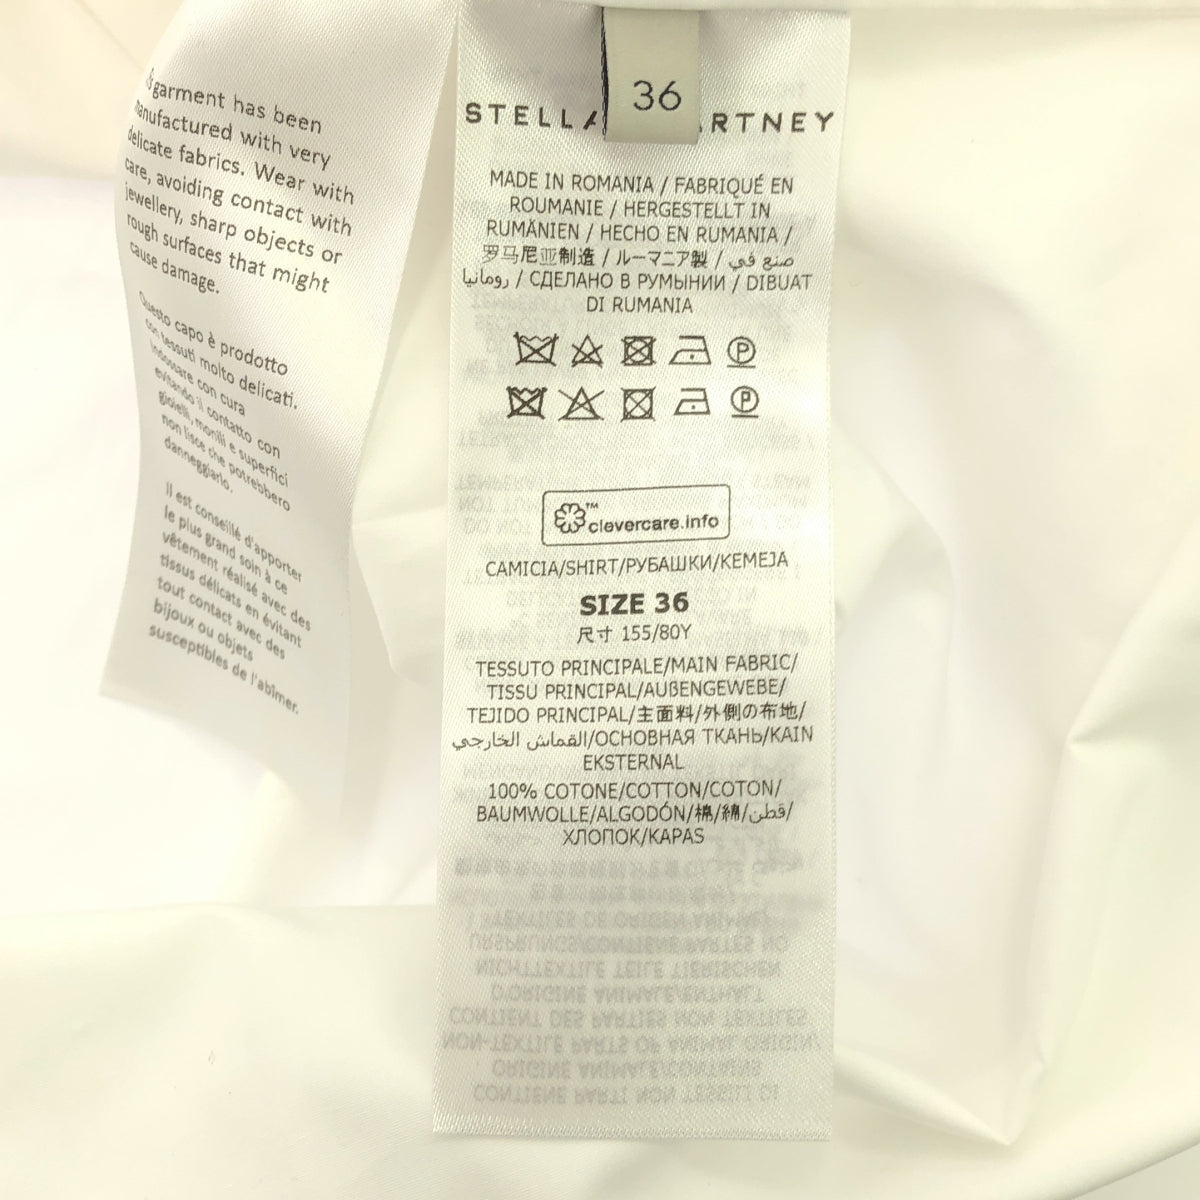 garment has been
manufactured with very
delicate fabrics. Wear with
care, avoiding contact with
jewellery, sharp objects or
rough surfaces that might
cause damage.
Questo capo è prodotto
con tessuti molto delicati.
Indossare con cura
evitando il contatto con
gioielli, monili e superfici
non lisce che potrebbero
danneggiarlo.
Il est conseillé d'apporter
le plus grand soin à ce
vêtement réalisé avec des
tissus délicats en évitant
tout contact avec des
bijoux ou objets
susceptibles de l'abîmer.
36
STELLA RTNEY
MADE IN ROMANIA / FABRIQUÉ EN
ROUMANIE / HERGESTELLT IN
RUMÄNIEN / HECHO EN RUMANIA /
罗马尼亚制造 / ルーマニア製 / صنع في
رومانيا / СДЕЛАНО В РУМЫНИИ / DIBUAT
DI RUMANIA
P
P
™
clevercare.info
CAMICIA/SHIRT/РУБАШКИ/KEMEJA
SIZE 36
尺寸 155/80Y
TESSUTO PRINCIPALE/MAIN FABRIC/
TISSU PRINCIPAL/AUßENGEWEBE/
TEJIDO PRINCIPAL/主面料/外側の布地/
القماش الخارجي/ОСНОВНАЯ ТКАНЬ/KAIN
EKSTERNAL
100% COTONE/COTTON/COTON/
BAUMWOLLE/ALGODÓN/棉/綿/قطن/
ХЛОПОК/KAPAS